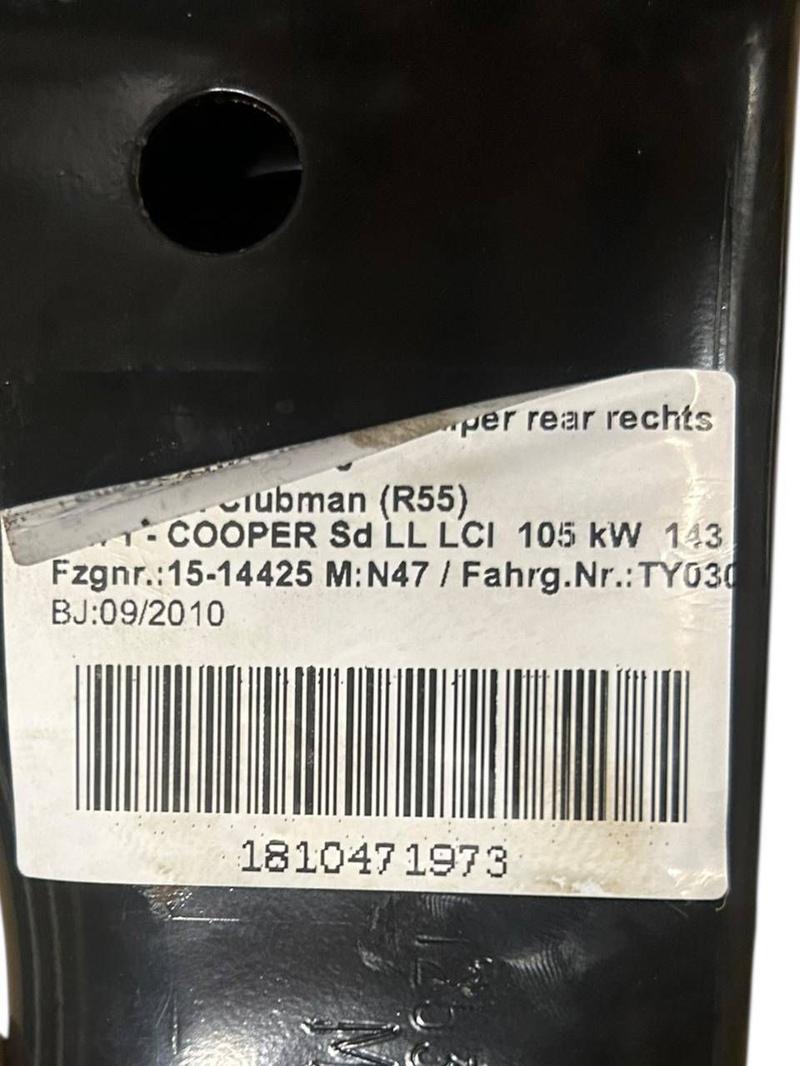 rear rechts
Clubman (R55)
- COOPER Sd LL LCI 105 kW 143
Fzgnr.:15-14425 M:N47 / Fahrg.Nr.:TY030
BJ:09/2010
1810471973